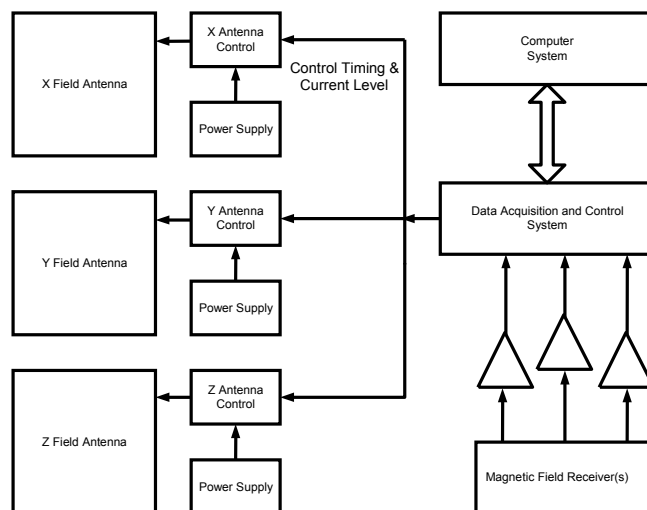 X Antenna
Control
X Field Antenna
Power Supply
Control Timing &
Current Level
Computer
System
Y Antenna
Control
Y Field Antenna
Power Supply
Data Acquisition and Control
System
Z Antenna
Control
Z Field Antenna
Power Supply
Magnetic Field Receiver(s)